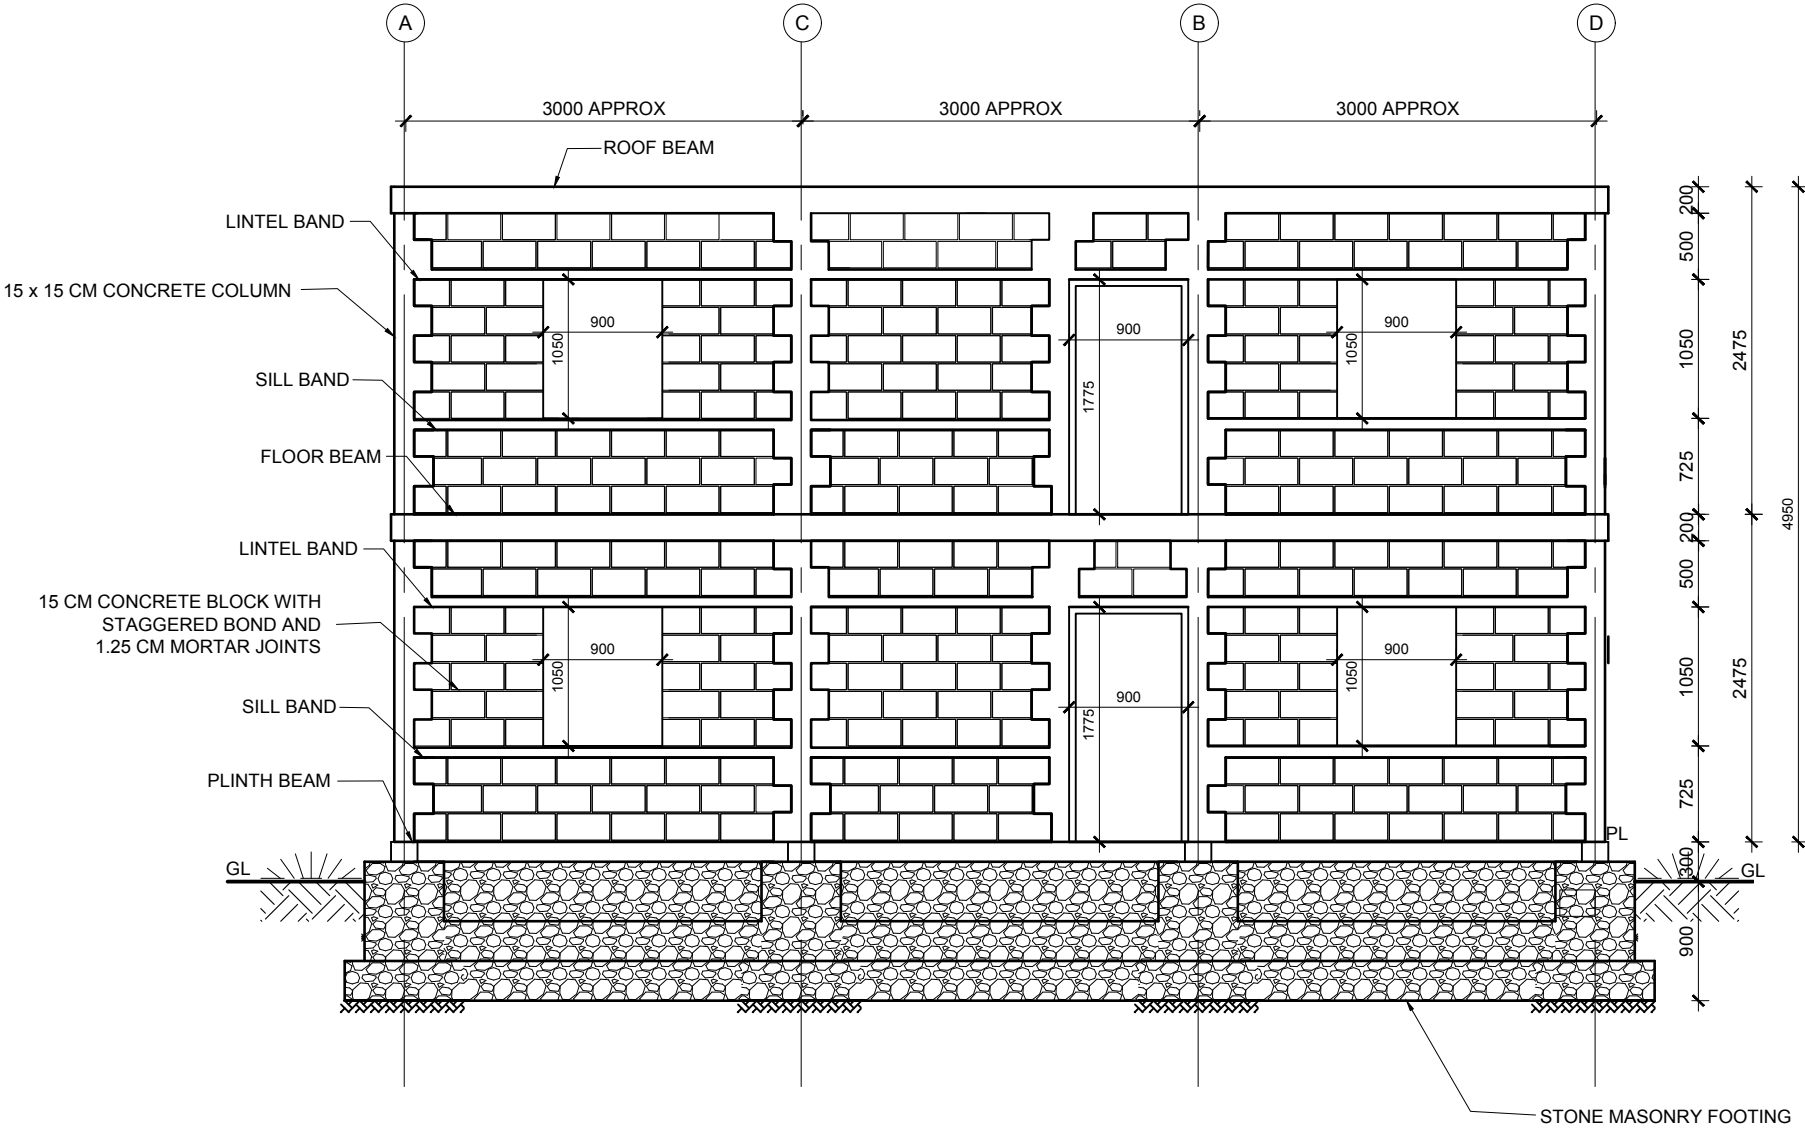 A
C
B
D
3000 APPROX
3000 APPROX
3000 APPROX
ROOF BEAM
LINTEL BAND
15 x 15 CM CONCRETE COLUMN
SILL BAND
FLOOR BEAM
LINTEL BAND
15 CM CONCRETE BLOCK WITH
STAGGERED BOND AND
1.25 CM MORTAR JOINTS
SILL BAND
PLINTH BEAM
GL
900
1050
900
1775
900
1050
900
1050
900
1775
900
1050
200
500
1050
725
200
500
1050
725
300
900
2475
2475
4950
PL
GL
STONE MASONRY FOOTING